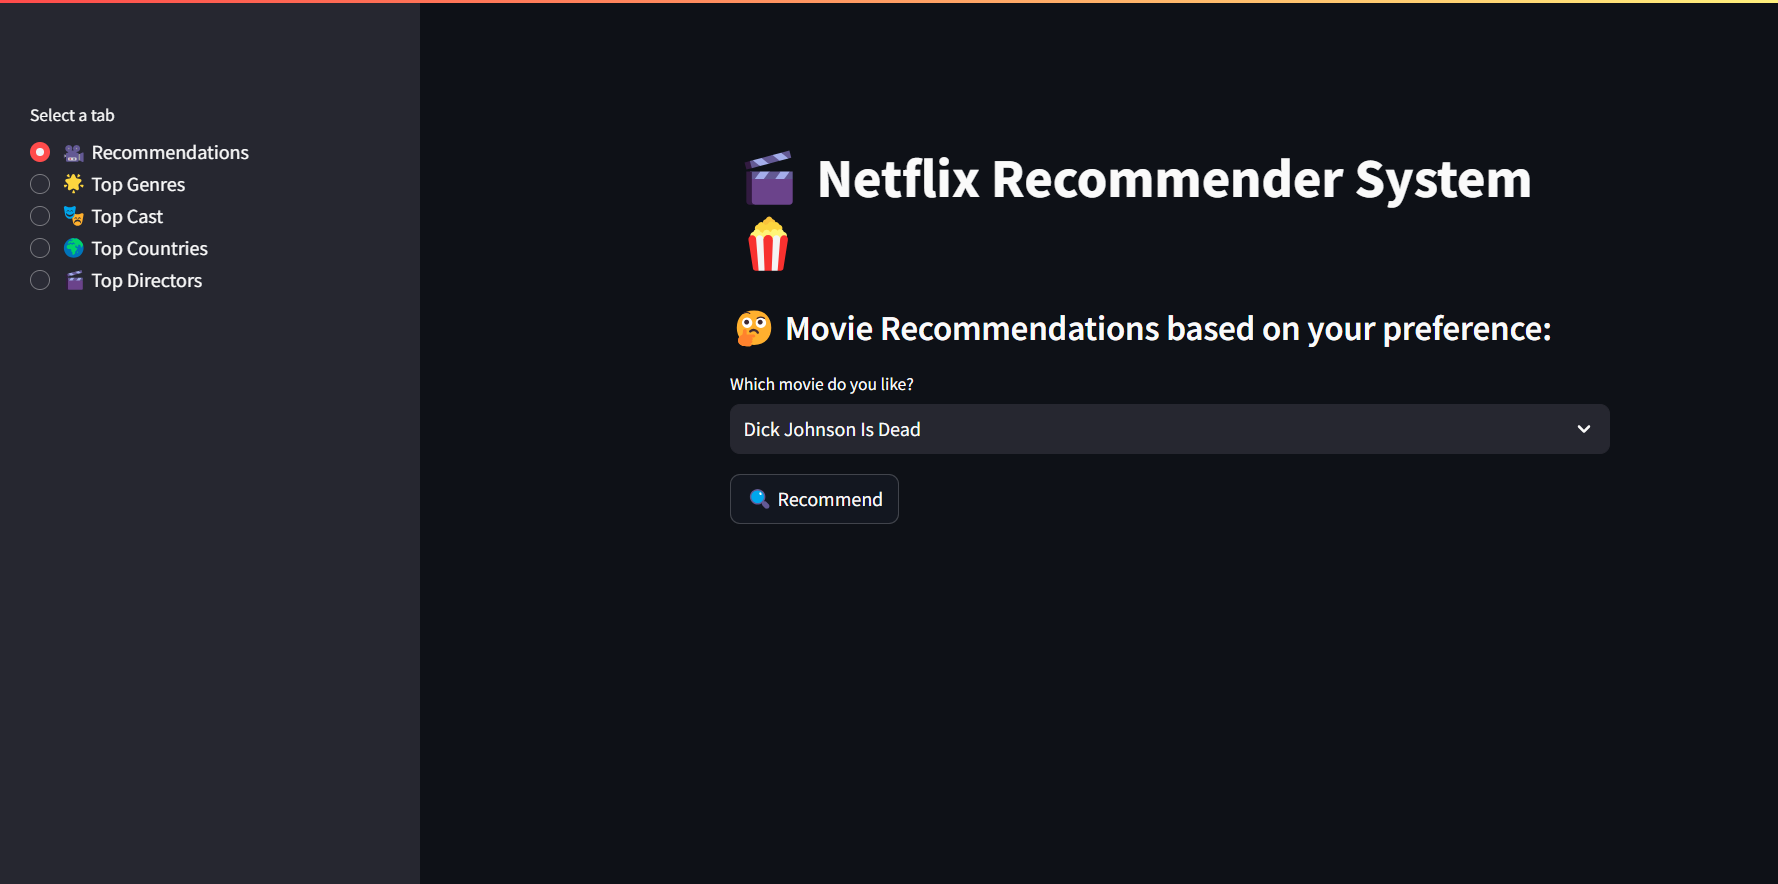 Select a tab
Recommendations
Top Genres
Top Cast
Top Countries
Top Directors
Netflix Recommender System
Movie Recommendations based on your preference:
Which movie do you like?
Dick Johnson Is Dead
Recommend